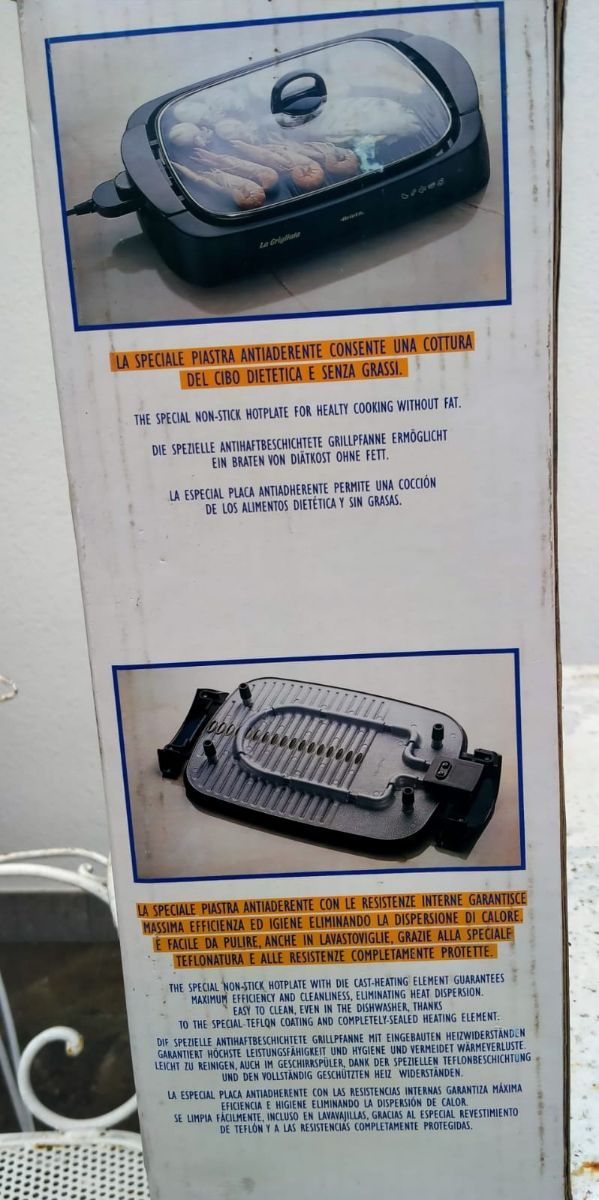 La Grigliata
Ariete
LA SPECIALE PIASTRA ANTIADERENTE CONSENTE UNA COTTURA
DEL CIBO DIETETICA E SENZA GRASSI.
THE SPECIAL NON-STICK HOTPLATE FOR HEALTY COOKING WITHOUT FAT.
DIE SPEZIELLE ANTIHAFTBESCHICHTETE GRILLPFANNE ERMÖGLICHT
EIN BRATEN VON DIÄTKOST OHNE FETT.
LA ESPECIAL PLACA ANTIADHERENTE PERMITE UNA COCCIÓN
DE LOS ALIMENTOS DIETÉTICA Y SIN GRASAS.
LA SPECIALE PIASTRA ANTIADERENTE CON LE RESISTENZE INTERNE GARANTISCE
MASSIMA EFFICIENZA ED IGIENE ELIMINANDO LA DISPERSIONE DI CALORE.
È FACILE DA PULIRE, ANCHE IN LAVASTOVIGLIE, GRAZIE ALLA SPECIALE
TEFLONATURA E ALLE RESISTENZE COMPLETAMENTE PROTETTE.
THE SPECIAL NON-STICK HOTPLATE WITH DIE CAST-HEATING ELEMENT GUARANTEES
MAXIMUM EFFICIENCY AND CLEANLINESS, ELIMINATING HEAT DISPERSION.
EASY TO CLEAN, EVEN IN THE DISHWASHER, THANKS
TO THE SPECIAL TEFLON COATING AND COMPLETELY-SEALED HEATING ELEMENT.
DIE SPEZIELLE ANTIHAFTBESCHICHTETE GRILLPFANNE MIT EINGEBAUTEN HEIZWIDERSTÄNDEN
GARANTIERT HÖCHSTE LEISTUNGSFÄHIGKEIT UND HYGIENE UND VERMEIDET WÄRMEVERLUSTE.
LEICHT ZU REINIGEN, AUCH IM GESCHIRRSPÜLER, DANK DER SPEZIELLEN TEFLONBESCHICHTUNG
UND DEN VOLLSTÄNDIG GESCHÜTZTEN HEIZ WIDERSTÄNDEN.
LA ESPECIAL PLACA ANTIADHERENTE CON LAS RESISTENCIAS INTERNAS GARANTIZA MÁXIMA
EFICIENCIA E HIGIENE ELIMINANDO LA DISPERSIÓN DE CALOR.
SE LIMPIA FÁCILMENTE, INCLUSO EN LAVAVAJILLAS, GRACIAS AL ESPECIAL REVESTIMIENTO
DE TEFLÓN Y A LAS RESISTENCIAS COMPLETAMENTE PROTEGIDAS.